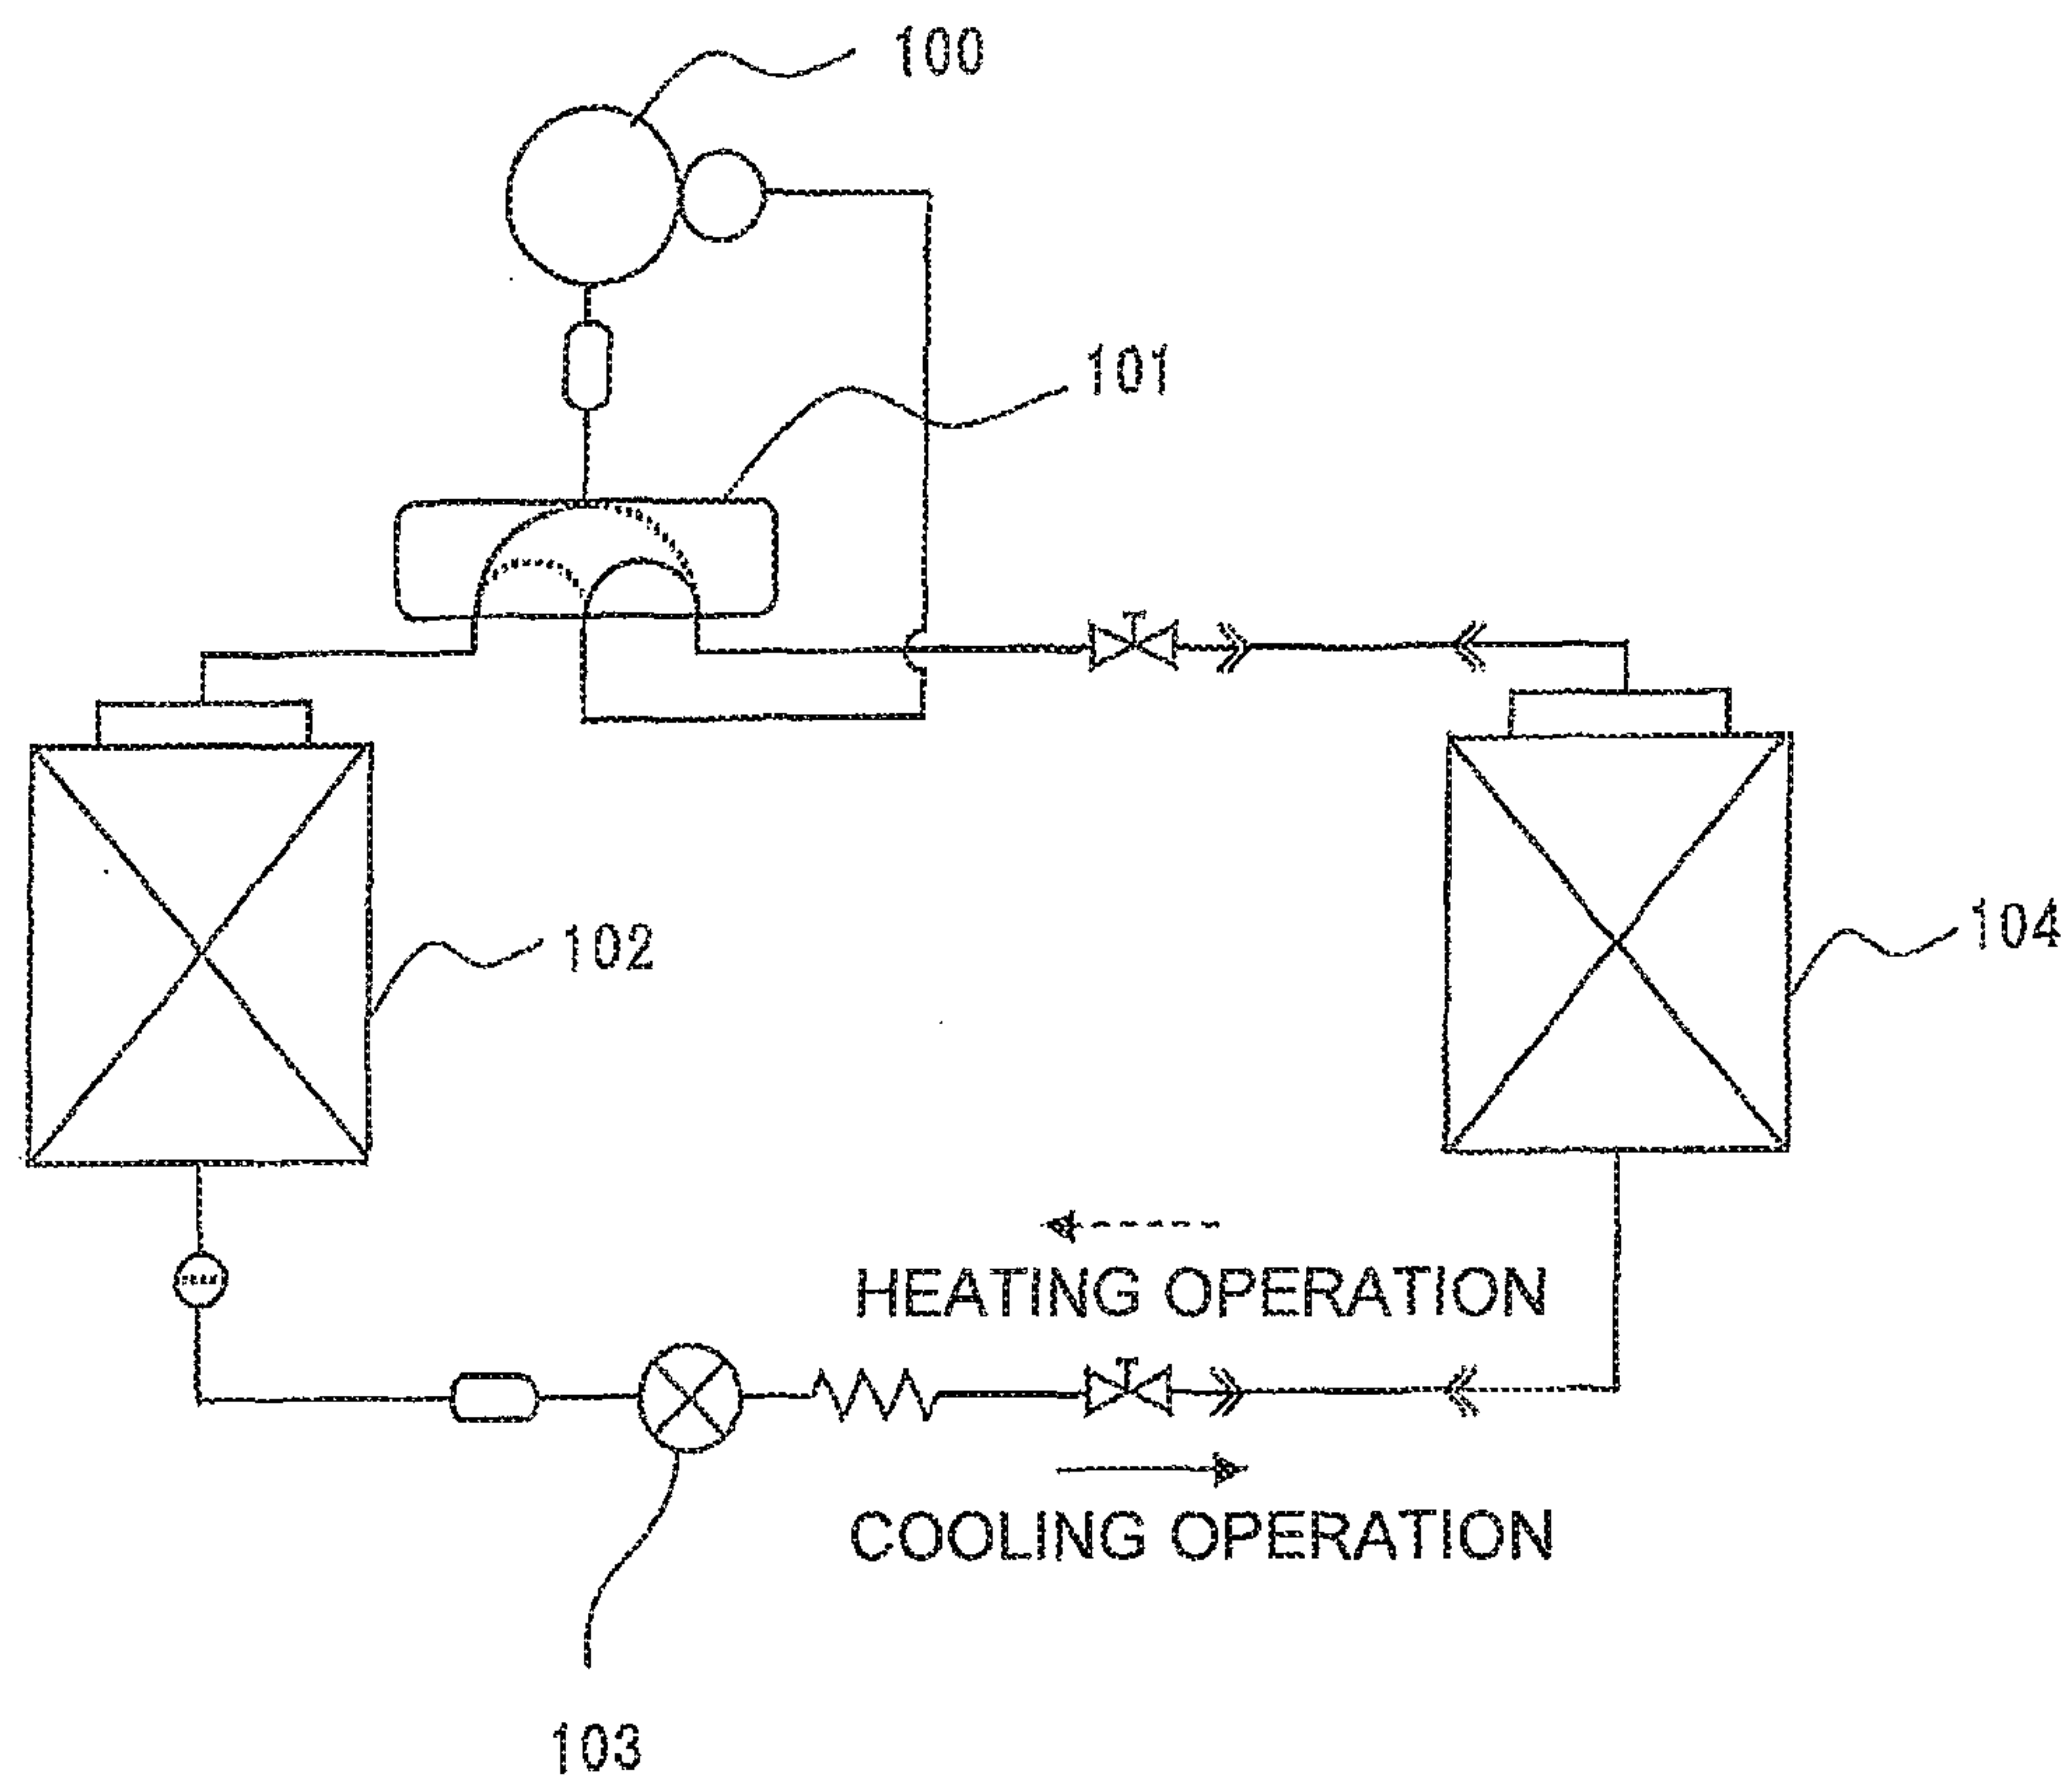 100
101
102
104
HEATING OPERATION
COOLING OPERATION
103